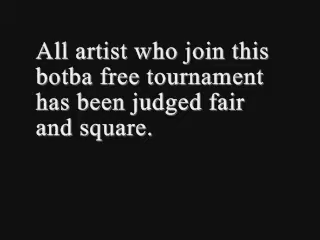 All artist who join this
botba free tournament
has been judged fair
and square.